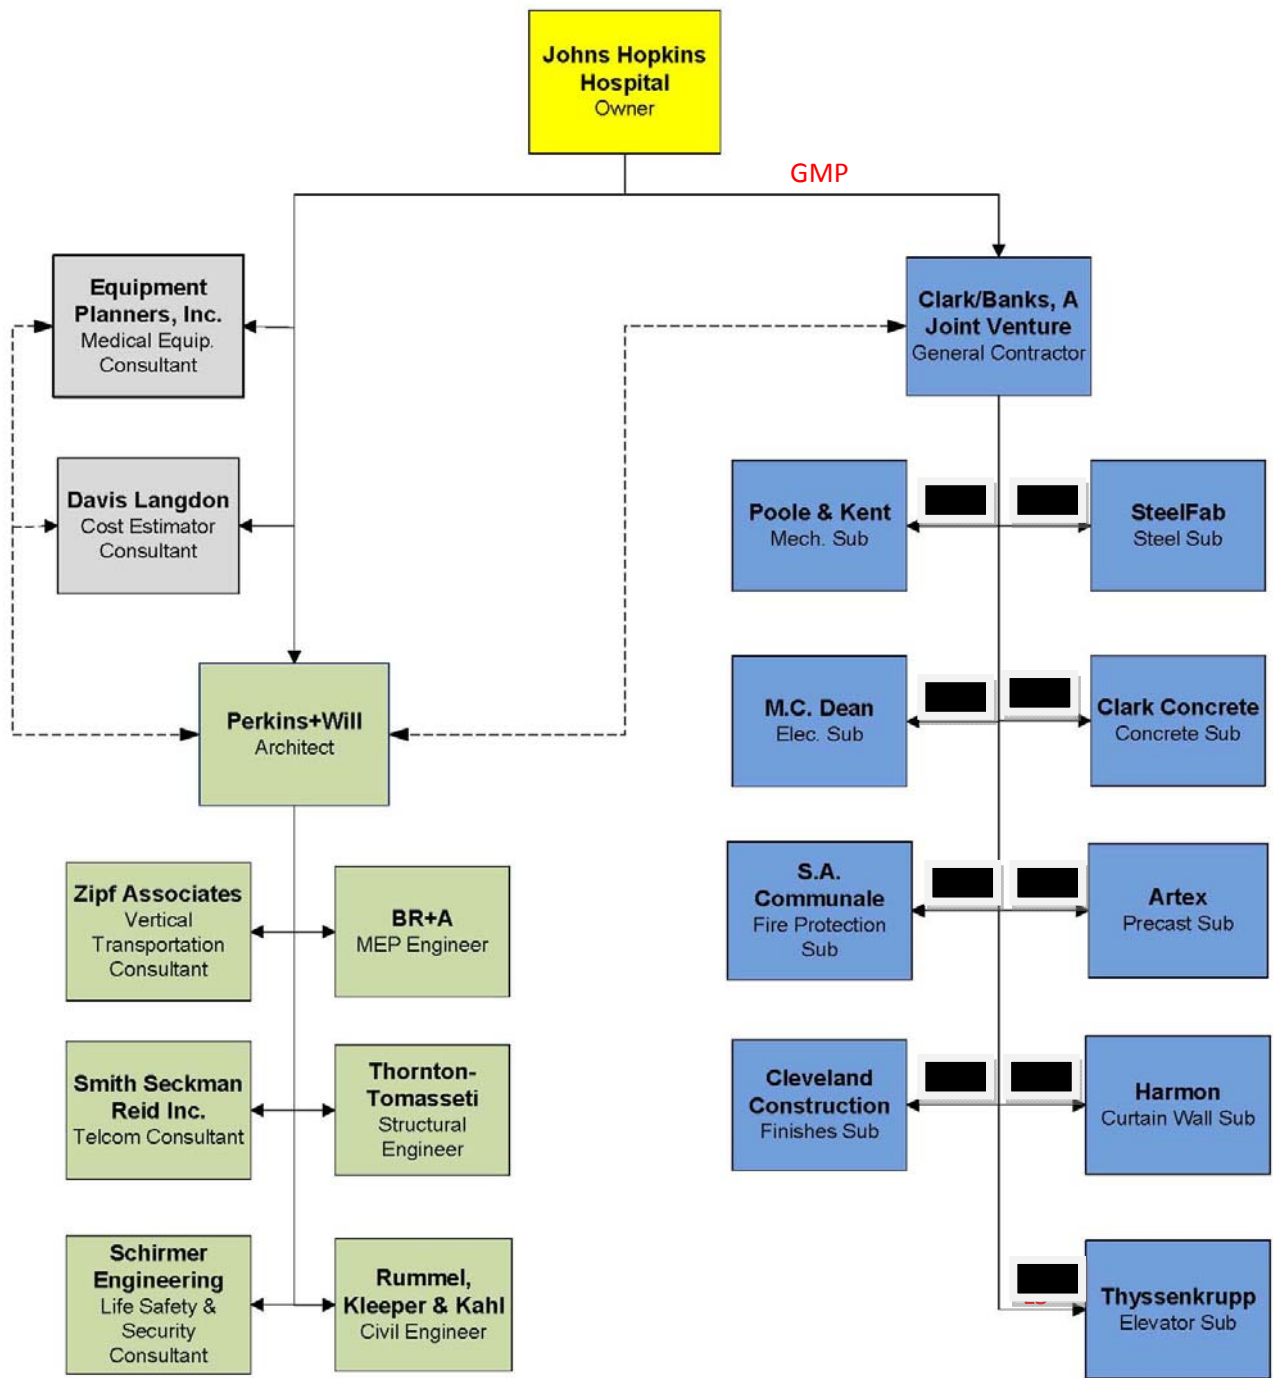 Johns Hopkins
Hospital
Owner
GMP
Equipment
Planners, Inc.
Medical Equip.
Consultant
Clark/Banks, A
Joint Venture
General Contractor
Davis Langdon
Cost Estimator
Consultant
Poole & Kent
Mech. Sub
SteelFab
Steel Sub
Perkins+Will
Architect
M.C. Dean
Elec. Sub
Clark Concrete
Concrete Sub
Zipf Associates
Vertical
Transportation
Consultant
BR+A
MEP Engineer
S.A.
Communale
Fire Protection
Sub
Artex
Precast Sub
Smith Seckman
Reid Inc.
Telcom Consultant
Thornton-
Tomasseti
Structural
Engineer
Cleveland
Construction
Finishes Sub
Harmon
Curtain Wall Sub
Schirmer
Engineering
Life Safety &
Security
Consultant
Rummel,
Kleeper & Kahl
Civil Engineer
Thyssenkrupp
Elevator Sub